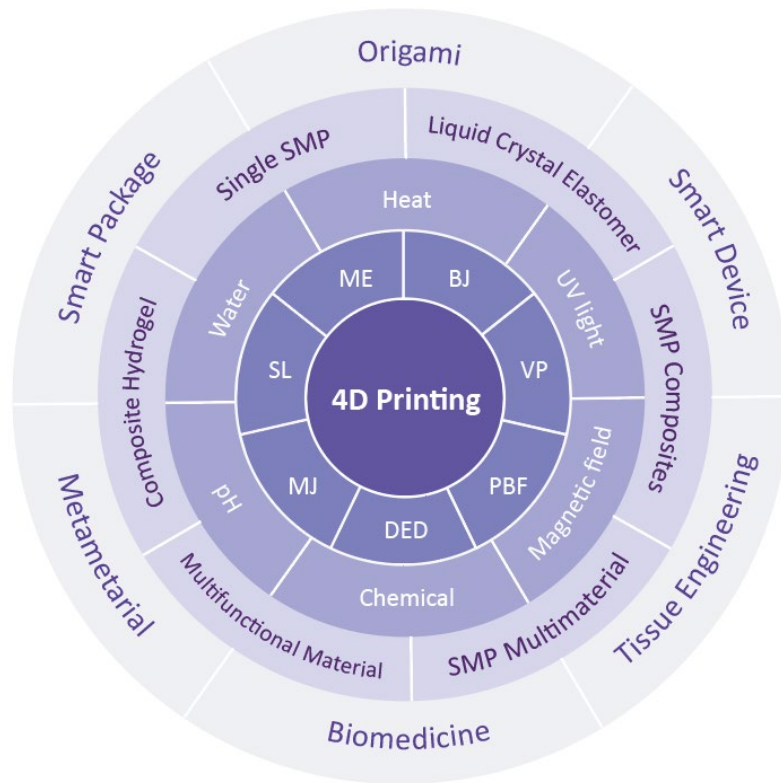 Origami
Smart Device
Tissue Engineering
Biomedicine
Metametarial
Smart Package
Single SMP
Liquid Crystal Elastomer
SMP Composites
SMP Multimaterial
Multifunctional Material
Composite Hydrogel
Heat
UV light
Magnetic field
Chemical
pH
Water
ME
BJ
VP
PBF
DED
MJ
SL
4D Printing